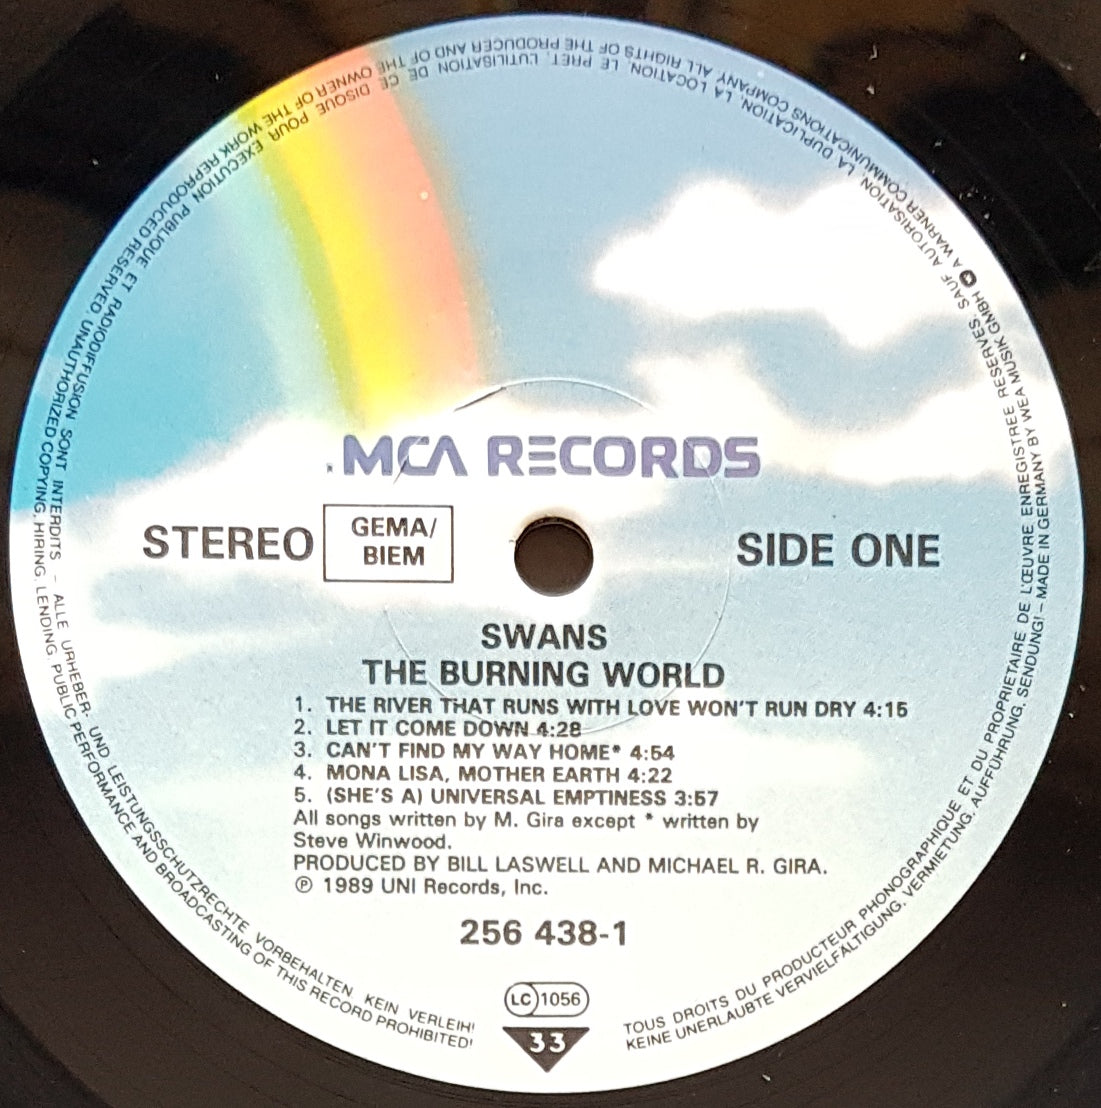 MCA RECORDS
STEREO
GEMA/
BIEM
SIDE ONE
SWANS
THE BURNING WORLD
1. THE RIVER THAT RUNS WITH LOVE WON'T RUN DRY 4:15
2. LET IT COME DOWN 4:28
3. CAN'T FIND MY WAY HOME* 4:54
4. MONA LISA, MOTHER EARTH 4:22
5. (SHE'S A) UNIVERSAL EMPTINESS 3:57
All songs written by M. Gira except * written by
Steve Winwood.
PRODUCED BY BILL LASWELL AND MICHAEL R. GIRA.
℗ 1989 UNI Records, Inc.
256 438-1
LC 1056
33
TOUS DROITS DU PRODUCTEUR PHONOGRAPHIQUE ET DU PROPRIETAIRE DE L'ŒUVRE ENREGISTREE RESERVES. SAUF AUTORISATION, LA DUPLICATION, LA LOCATION, LE PRET, L'UTILISATION DE CE DISQUE POUR EXECUTION PUBLIQUE ET RADIODIFFUSION SONT INTERDITS. – ALLE URHEBER- UND LEISTUNGSSCHUTZRECHTE VORBEHALTEN. KEIN VERLEIH!
KEINE UNERLAUBTE VERVIELFÄLTIGUNG, VERMIETUNG, AUFFÜHRUNG, SENDUNG! – MADE IN GERMANY BY WEA MUSIK GMBH A WARNER COMMUNICATIONS COMPANY ALL RIGHTS OF THE PRODUCER AND OF THE OWNER OF THE WORK REPRODUCED RESERVED. UNAUTHORIZED COPYING, HIRING, LENDING, PUBLIC PERFORMANCE AND BROADCASTING OF THIS RECORD PROHIBITED!